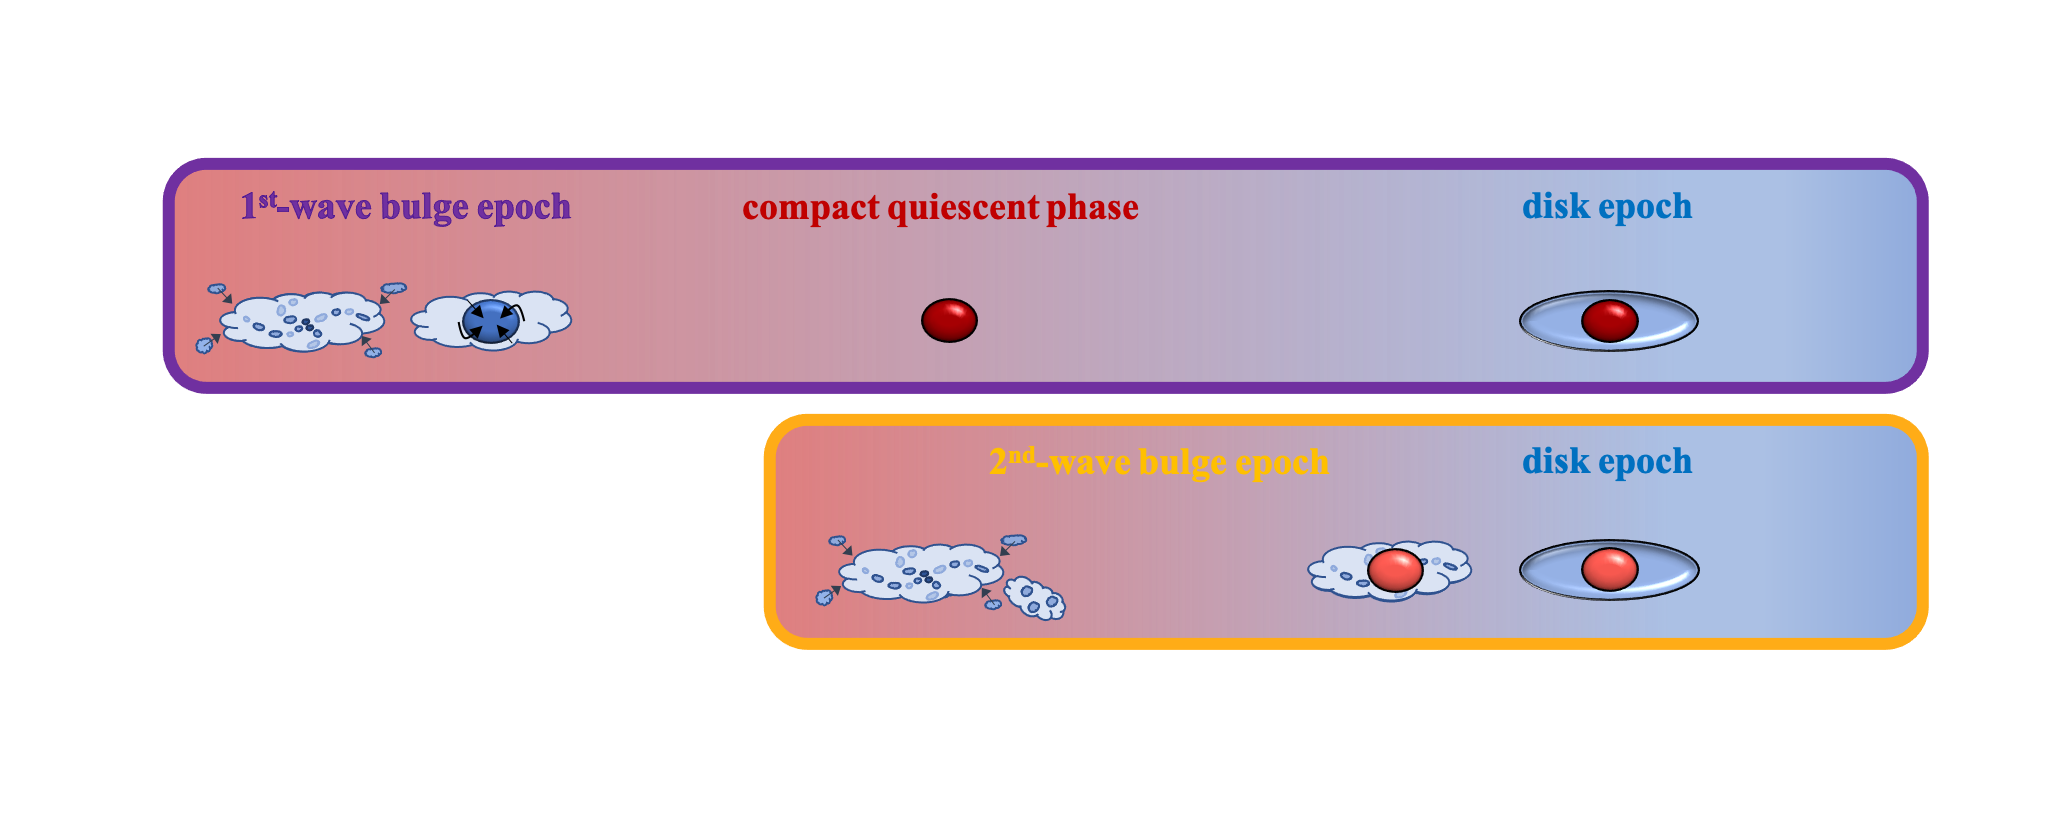 1st-wave bulge epoch
compact quiescent phase
disk epoch
2nd-wave bulge epoch
disk epoch